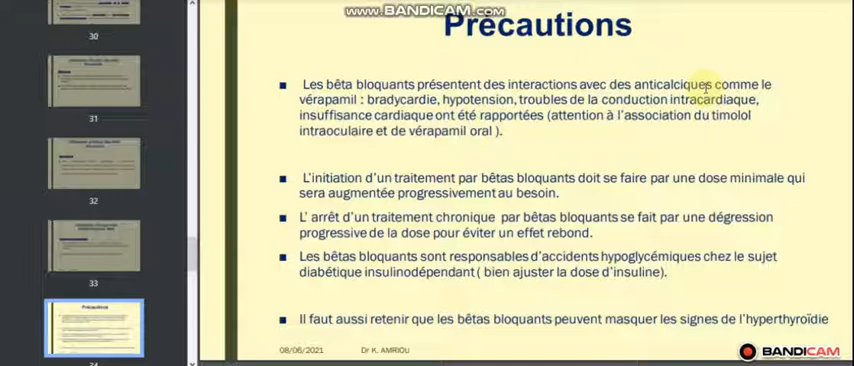 www.BANDICAM.com
Precautions
Les bêta bloquants présentent des interactions avec des anticalciques comme le
vérapamil : bradycardie, hypotension, troubles de la conduction intracardiaque,
insuffisance cardiaque ont été rapportées (attention à l'association du timolol
intraoculaire et de vérapamil oral ).
L'initiation d'un traitement par bêtas bloquants doit se faire par une dose minimale qui
sera augmentée progressivement au besoin.
L' arrêt d'un traitement chronique par bêtas bloquants se fait par une dégression
progressive de la dose pour éviter un effet rebond.
Les bêtas bloquants sont responsables d'accidents hypoglycémiques chez le sujet
diabétique insulinodépendant ( bien ajuster la dose d'insuline).
Il faut aussi retenir que les bêtas bloquants peuvent masquer les signes de l'hyperthyroïdie
08/06/2021 Dr K. AMRIOU
BANDICAM
30
31
32
33
Precautions
34